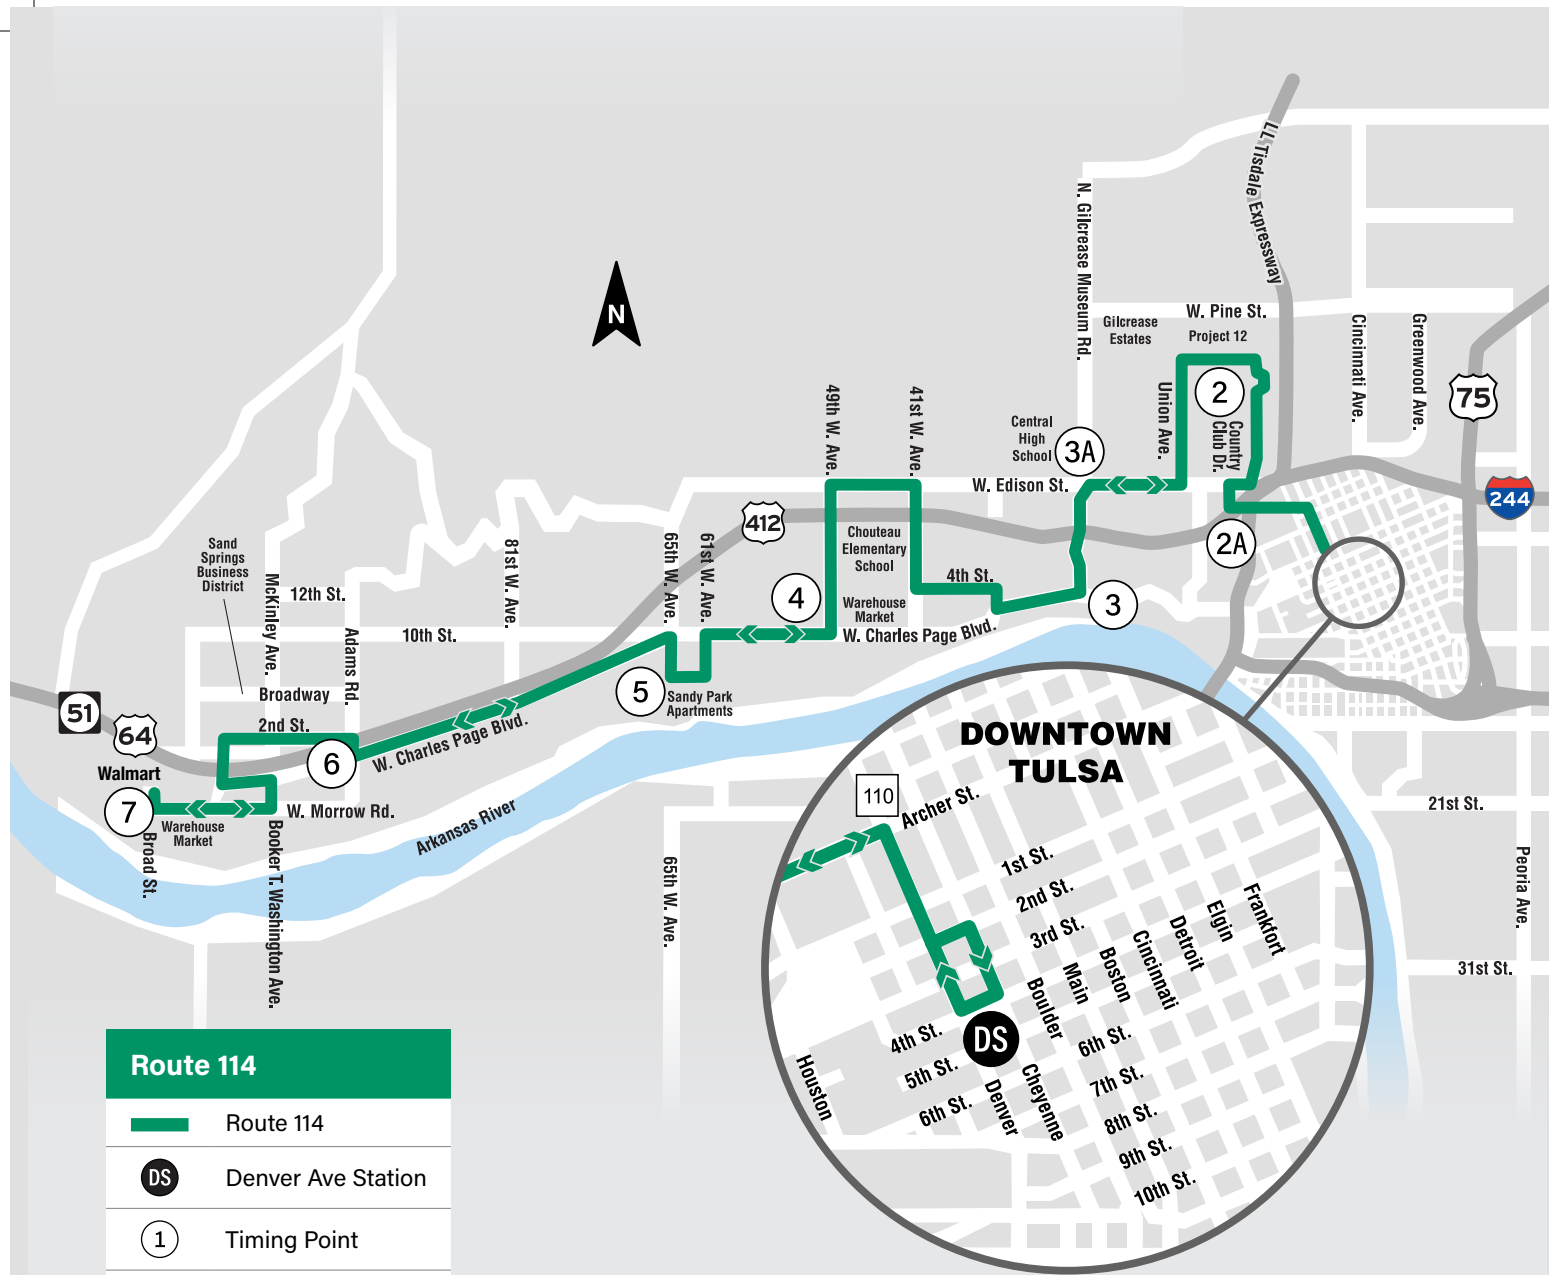 LL Tisdale Expressway
N. Gilcrease Museum Rd.
N
W. Pine St.
Gilcrease
Estates
Project 12
Cincinnati Ave.
Greenwood Ave.
75
2
Union Ave.
Country
Club Dr.
49th W. Ave.
41st W. Ave.
Central
High
School
3A
W. Edison St.
244
412
2A
Sand
Springs
Business
District
81st W. Ave.
65th W. Ave.
61st W. Ave.
Chouteau
Elementary
School
4th St.
McKinley Ave.
12th St.
4
Warehouse
Market
3
10th St.
W. Charles Page Blvd.
Adams Rd.
Broadway
5
Sandy Park
Apartments
51
64
2nd St.
6
W. Charles Page Blvd.
Walmart
7
W. Morrow Rd.
Warehouse
Market
Broad St.
Booker T. Washington Ave.
Arkansas River
65th W. Ave.
21st St.
Peoria Ave.
31st St.
DOWNTOWN
TULSA
110
Archer St.
1st St.
2nd St.
3rd St.
Frankfort
Elgin
Detroit
Cincinnati
Boston
Main
Boulder
4th St.
DS
5th St.
6th St.
Houston
Denver
Cheyenne
6th St.
7th St.
8th St.
9th St.
10th St.
Route 114
Route 114
DS Denver Ave Station
1 Timing Point